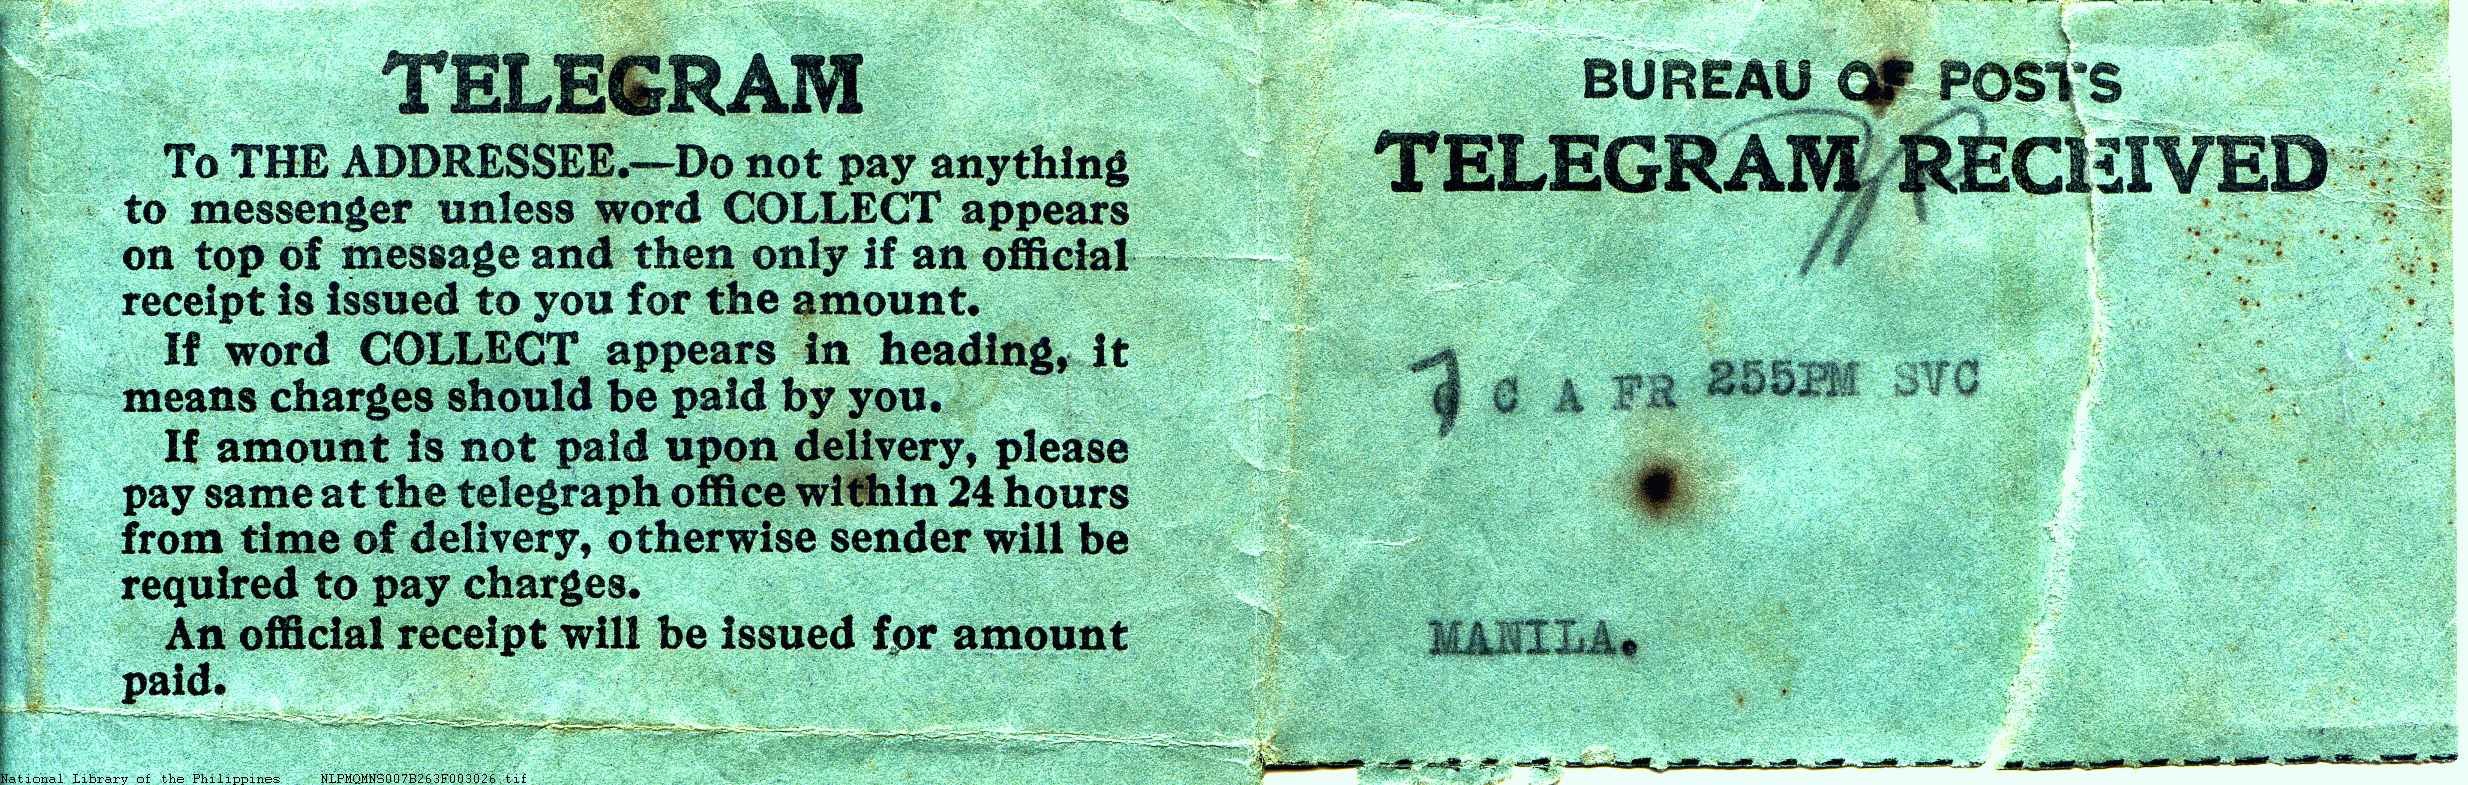 TELEGRAM
To THE ADDRESSEE.—Do not pay anything
to messenger unless word COLLECT appears
on top of message and then only if an official
receipt is issued to you for the amount.
If word COLLECT appears in heading, it
means charges should be paid by you.
If amount is not paid upon delivery, please
pay same at the telegraph office within 24 hours
from time of delivery, otherwise sender will be
required to pay charges.
An official receipt will be issued for amount
paid.
BUREAU OF POSTS
TELEGRAM RECEIVED
C A FR 255PM SVC
MANILA.
National Library of the Philippines NLPMQMNS007B263F003026.tif